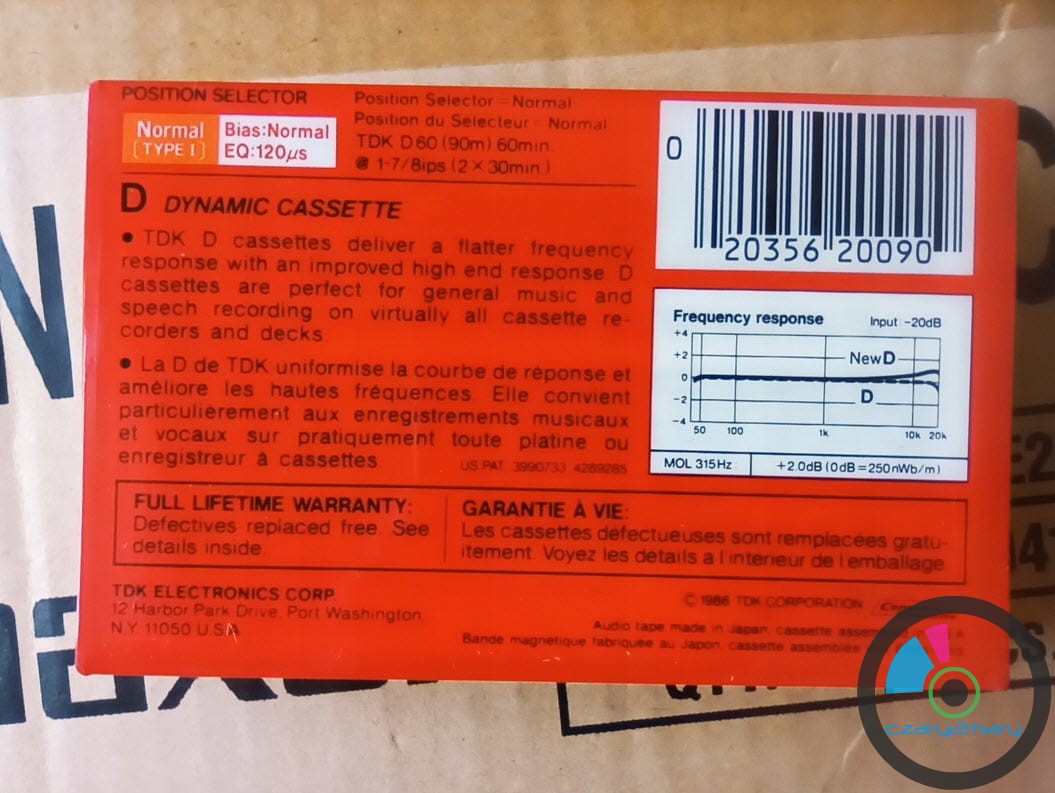 POSITION SELECTOR
Normal
[TYPE I]
Bias:Normal
EQ:120µs
Position Selector = Normal
Position du Selecteur = Normal
TDK D60 (90m) 60min.
@ 1-7/8ips (2 × 30min.)
0
20356 20090
D DYNAMIC CASSETTE
• TDK D cassettes deliver a flatter frequency
response with an improved high end response. D
cassettes are perfect for general music and
speech recording on virtually all cassette re-
corders and decks.
• La D de TDK uniformise la courbe de réponse et
améliore les hautes fréquences. Elle convient
particulièrement aux enregistrements musicaux
et vocaux sur pratiquement toute platine ou
enregistreur à cassettes.
US PAT. 3990733 4289285
Frequency response
Input -20dB
+4
+2
0
-2
-4
New D
D
50 100 1k 10k 20k
MOL 315Hz
+2.0dB (0dB=250nWb/m)
FULL LIFETIME WARRANTY:
Defectives replaced free. See
details inside.
GARANTIE À VIE:
Les cassettes défectueuses sont remplacées gratu-
itement. Voyez les détails à l'intérieur de l'emballage.
TDK ELECTRONICS CORP.
12 Harbor Park Drive, Port Washington,
N.Y. 11050 U.S.A
© 1986 TDK CORPORATION
Audio tape made in Japan, cassette
Bande magnétique fabriquée au Japon, cassette assemblée
czary2mary